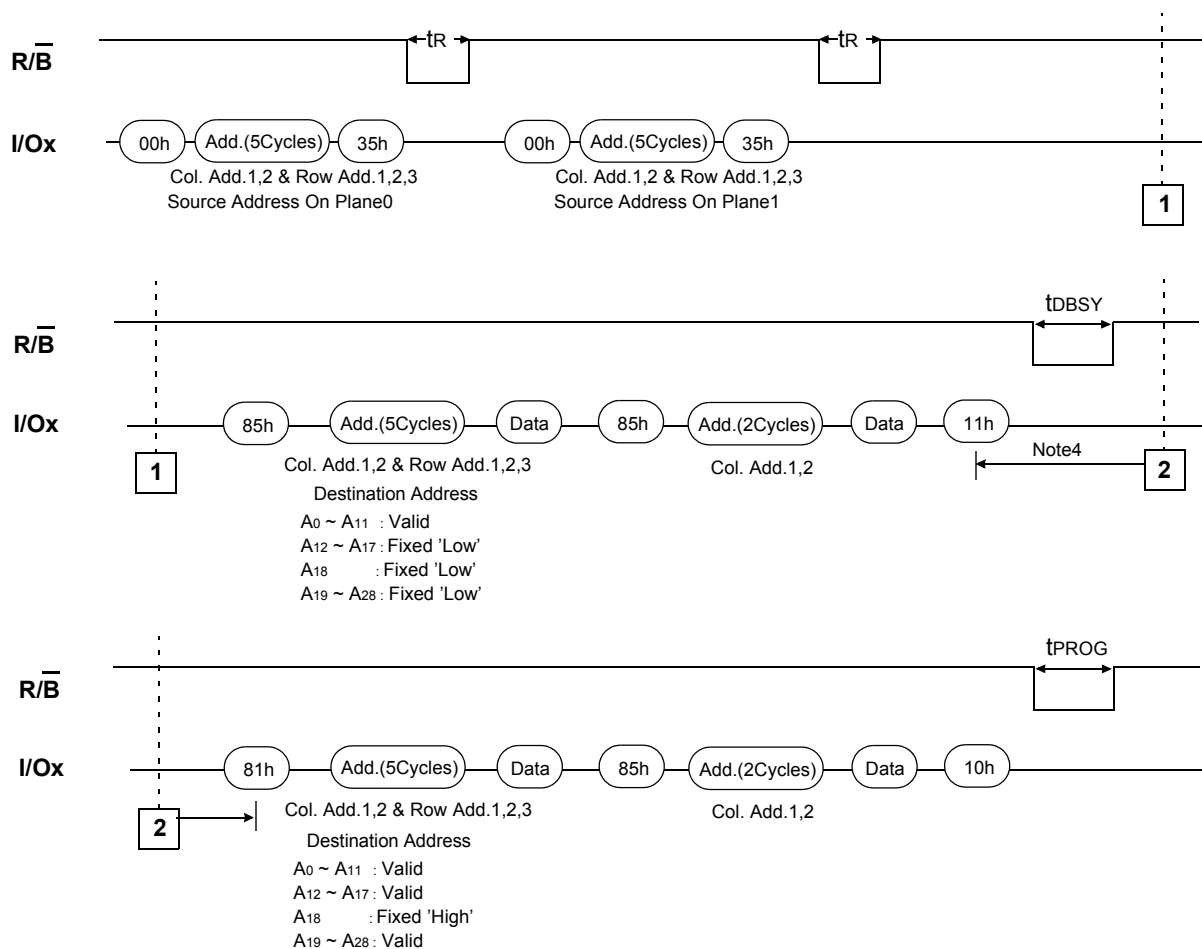 tR tR
R/B
I/Ox 00h Add.(5Cycles) 35h 00h Add.(5Cycles) 35h
Col. Add.1,2 & Row Add.1,2,3 Col. Add.1,2 & Row Add.1,2,3
Source Address On Plane0 Source Address On Plane1
1
tDBSY
R/B
I/Ox 85h Add.(5Cycles) Data 85h Add.(2Cycles) Data 11h
Note4
1 Col. Add.1,2 & Row Add.1,2,3 Col. Add.1,2 2
Destination Address
A0 ~ A11 : Valid
A12 ~ A17 : Fixed 'Low'
A18 : Fixed 'Low'
A19 ~ A28 : Fixed 'Low'
tPROG
R/B
I/Ox 81h Add.(5Cycles) Data 85h Add.(2Cycles) Data 10h
2 Col. Add.1,2 & Row Add.1,2,3 Col. Add.1,2
Destination Address
A0 ~ A11 : Valid
A12 ~ A17 : Valid
A18 : Fixed 'High'
A19 ~ A28 : Valid